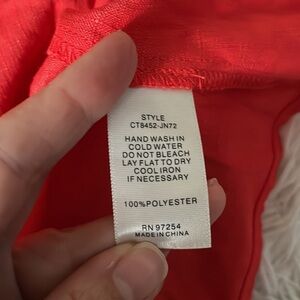 STYLE
CT8452-JN72
HAND WASH IN
COLD WATER
DO NOT BLEACH
LAY FLAT TO DRY
COOL IRON
IF NECESSARY
100%POLYESTER
RN 97254
MADE IN CHINA